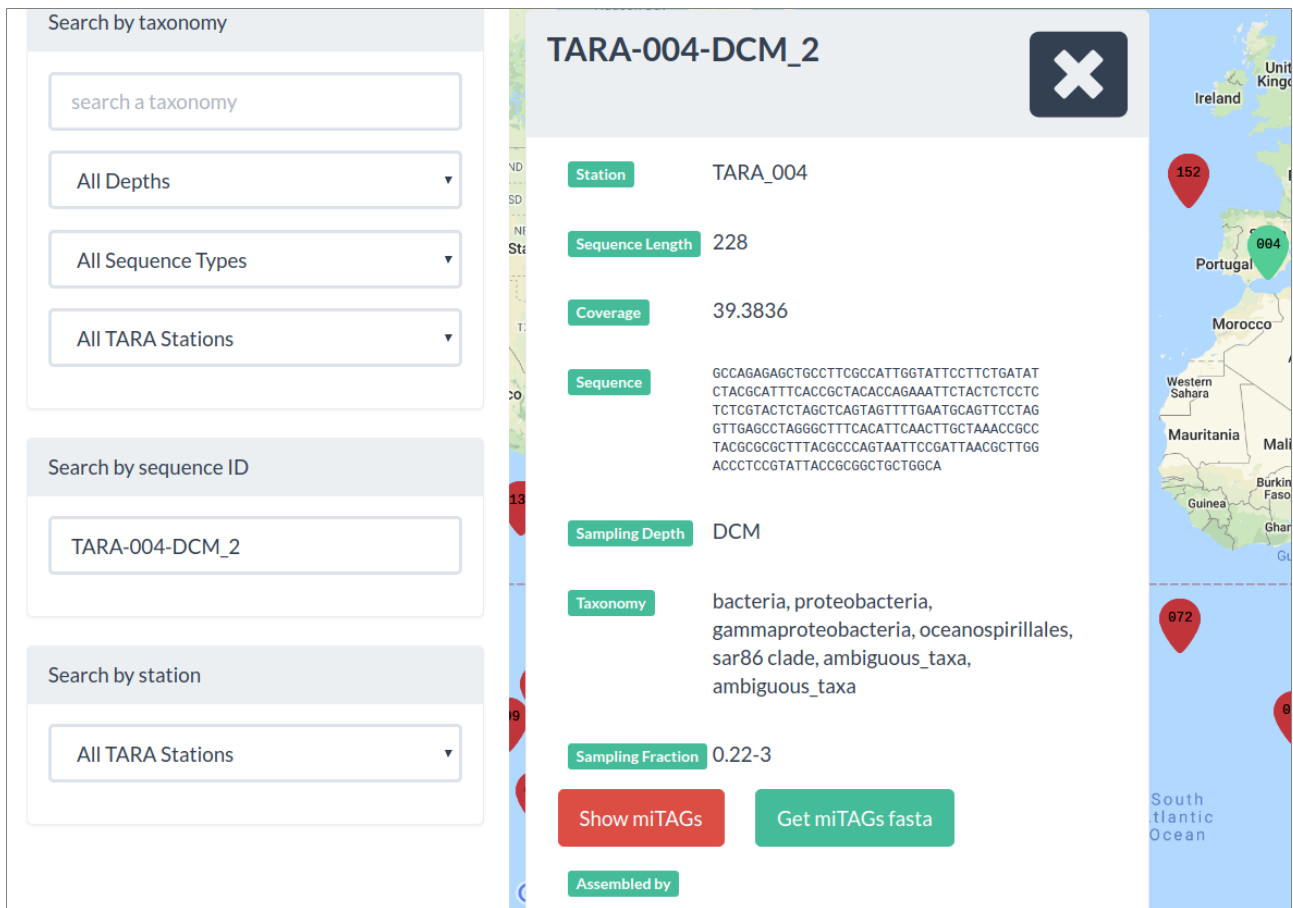 Search by taxonomy
search a taxonomy
All Depths
All Sequence Types
All TARA Stations
Search by sequence ID
TARA-004-DCM_2
Search by station
All TARA Stations
TARA-004-DCM_2
Station TARA_004
Sequence Length 228
Coverage 39.3836
Sequence GCCAGAGAGCTGCCTTCGCCATTGGTATTCCTTCTGATAT
CTACGCATTTCACCGCTACACCAGAAATTCTACTCTCCTC
TCTCGTACTCTAGCTCAGTAGTTTTGAATGCAGTTCCTAG
GTTGAGCCTAGGGCTTTCACATTCAACTTGCTAAACCGCC
TACGCGCGCTTTACGCCCAGTAATTCCGATTAACGCTTGG
ACCCTCCGTATTACCGCGGCTGCTGGCA
Sampling Depth DCM
Taxonomy bacteria, proteobacteria,
gammaproteobacteria, oceanospirillales,
sar86 clade, ambiguous_taxa,
ambiguous_taxa
Sampling Fraction 0.22-3
Show miTAGs Get miTAGs fasta
Assembled by
Ireland
152
004
Portugal
Morocco
Western
Sahara
Mauritania
Mali
Guinea
072
South